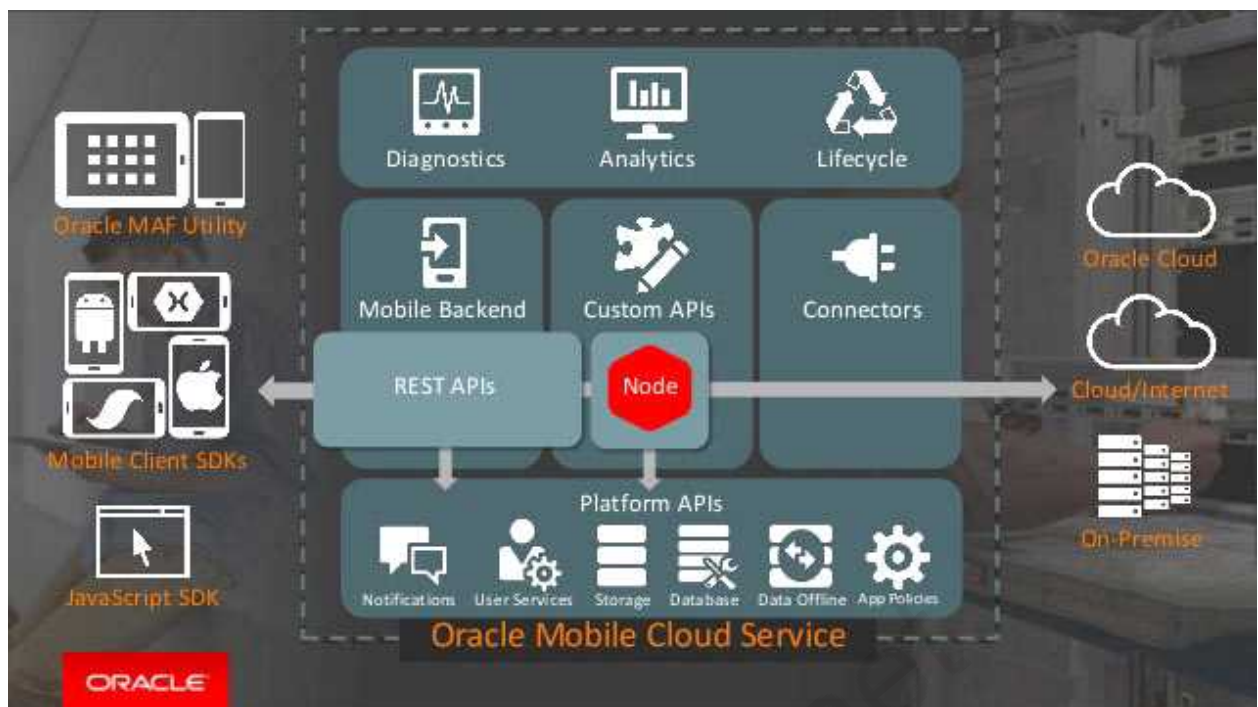 Diagnostics
Analytics
Lifecycle
Oracle MAF Utility
Mobile Backend
Custom APIs
Connectors
Oracle Cloud
REST APIs
Node
Cloud/Internet
Mobile Client SDKs
Platform APIs
Notifications
User Services
Storage
Database
Data Offline
App Policies
On-Premise
JavaScript SDK
Oracle Mobile Cloud Service
ORACLE